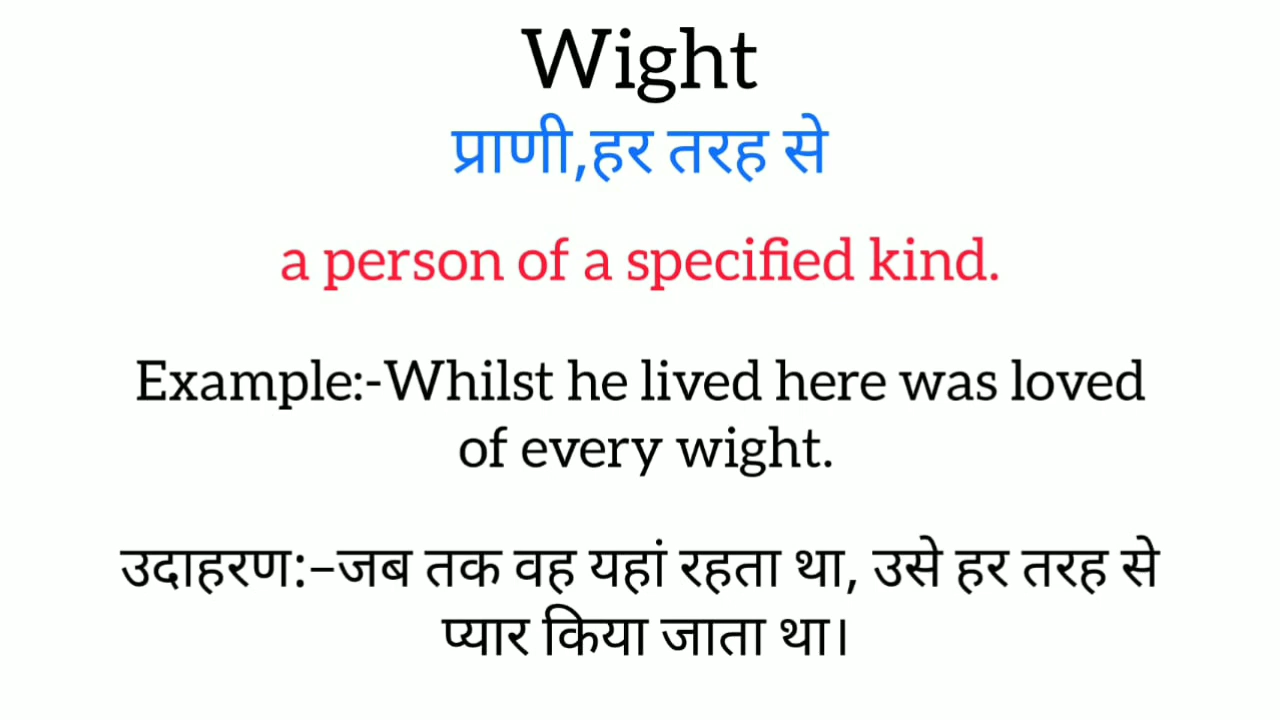 Wight
प्राणी,हर तरह से
a person of a specified kind.
Example:-Whilst he lived here was loved
of every wight.
उदाहरण:–जब तक वह यहां रहता था, उसे हर तरह से
प्यार किया जाता था।